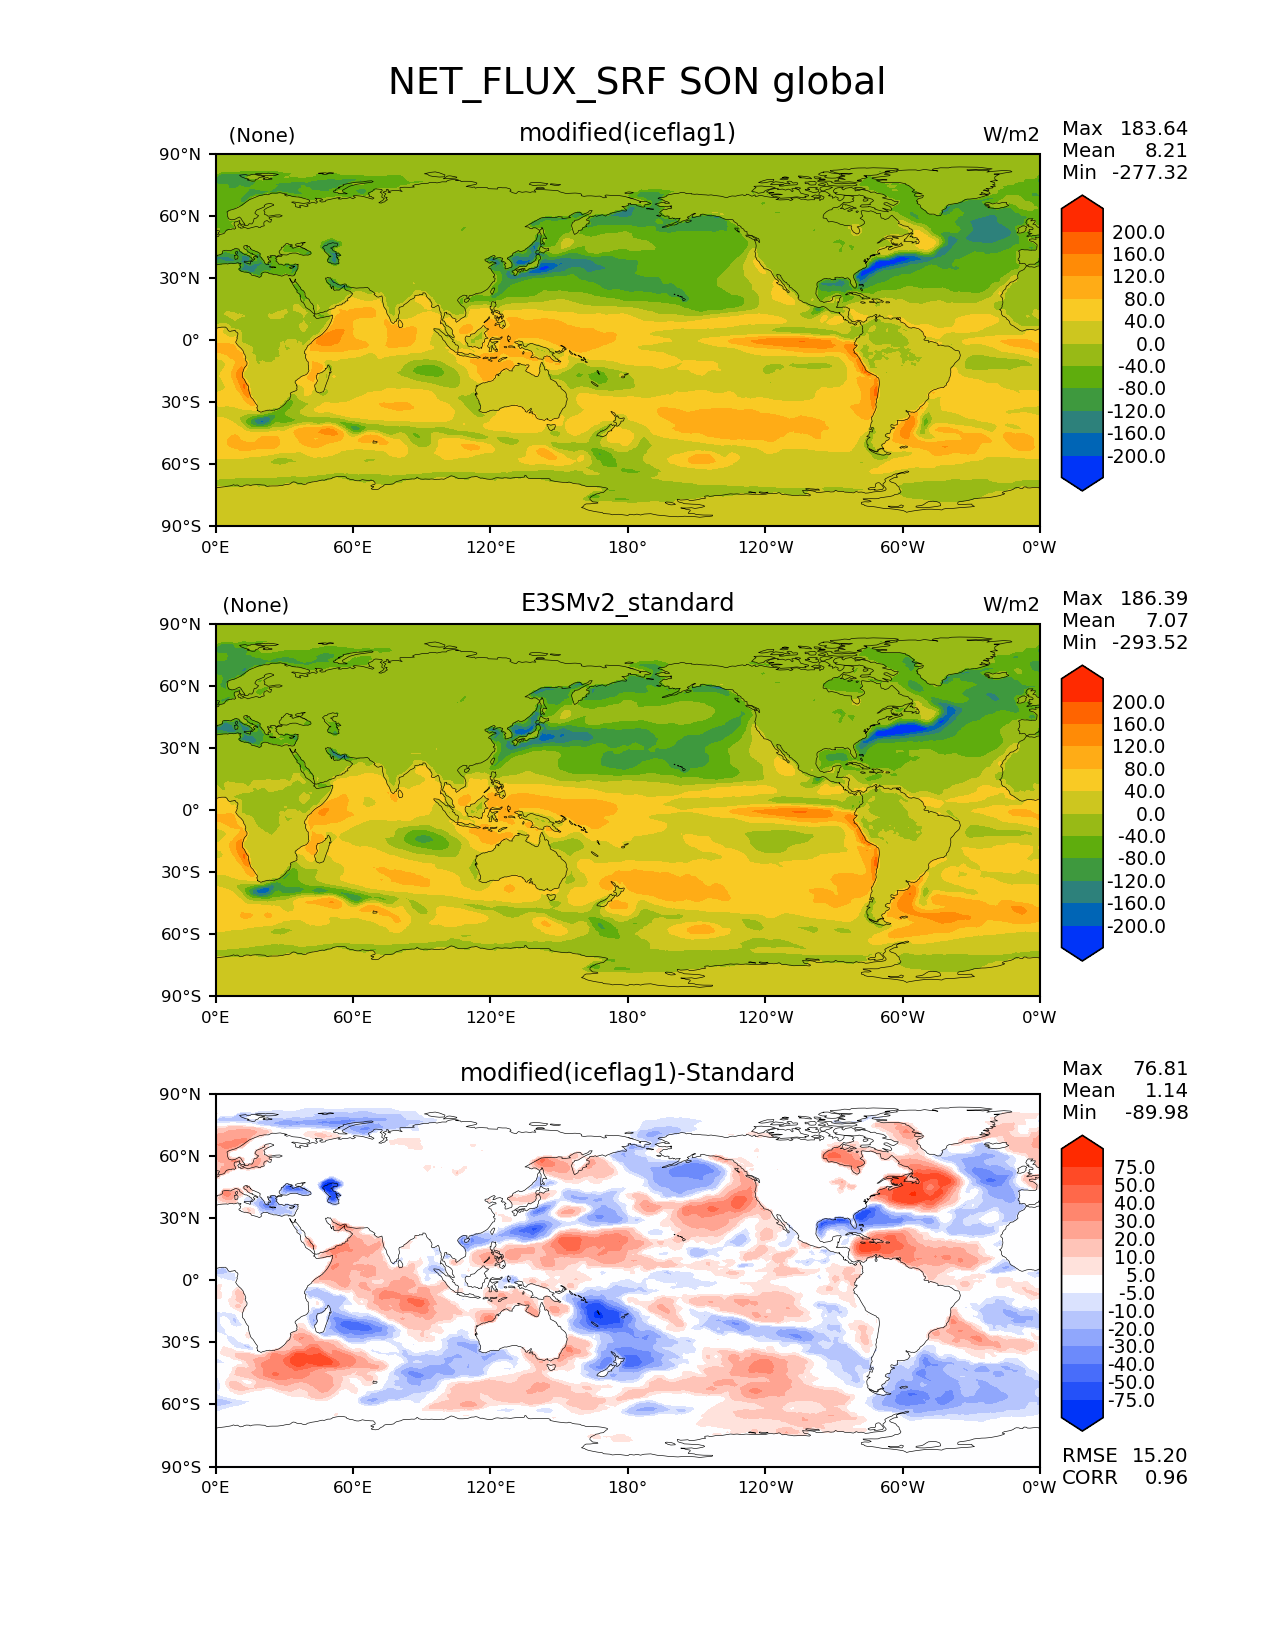 NET_FLUX_SRF SON global
(None) modified(iceflag1) W/m2
Max 183.64
Mean 8.21
Min -277.32
90°N
60°N
30°N
0°
30°S
60°S
90°S
0°E 60°E 120°E 180° 120°W 60°W 0°W
200.0
160.0
120.0
80.0
40.0
0.0
-40.0
-80.0
-120.0
-160.0
-200.0
(None) E3SMv2_standard W/m2
Max 186.39
Mean 7.07
Min -293.52
90°N
60°N
30°N
0°
30°S
60°S
90°S
0°E 60°E 120°E 180° 120°W 60°W 0°W
200.0
160.0
120.0
80.0
40.0
0.0
-40.0
-80.0
-120.0
-160.0
-200.0
modified(iceflag1)-Standard
Max 76.81
Mean 1.14
Min -89.98
90°N
60°N
30°N
0°
30°S
60°S
90°S
0°E 60°E 120°E 180° 120°W 60°W 0°W
75.0
50.0
40.0
30.0
20.0
10.0
5.0
-5.0
-10.0
-20.0
-30.0
-40.0
-50.0
-75.0
RMSE 15.20
CORR 0.96